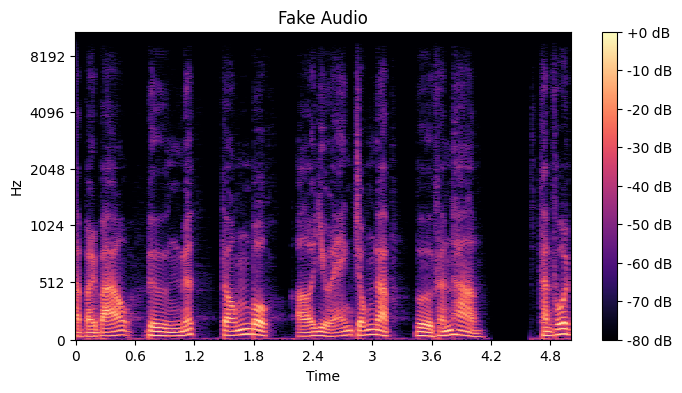 Fake Audio
Hz
8192
4096
2048
1024
512
0
0 0.6 1.2 1.8 2.4 3 3.6 4.2 4.8
Time
+0 dB
-10 dB
-20 dB
-30 dB
-40 dB
-50 dB
-60 dB
-70 dB
-80 dB